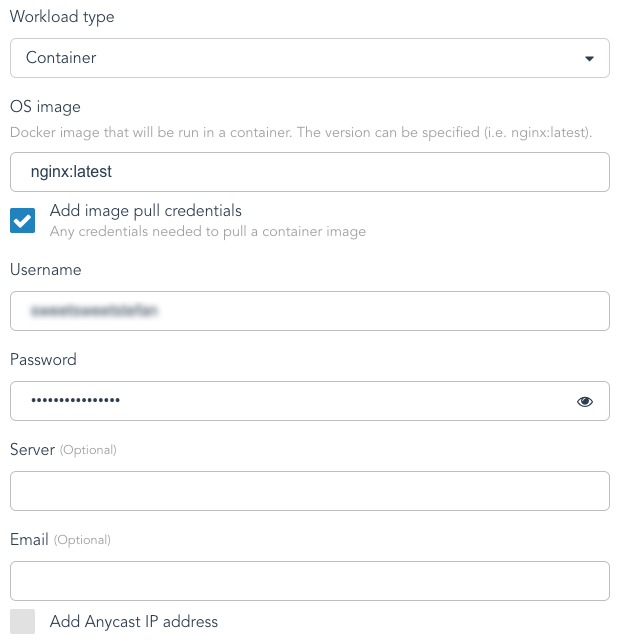 Workload type
Container
OS image
Docker image that will be run in a container. The version can be specified (i.e. nginx:latest).
nginx:latest
Add image pull credentials
Any credentials needed to pull a container image
Username
Password
••••••••••••••••
Server (Optional)
Email (Optional)
Add Anycast IP address